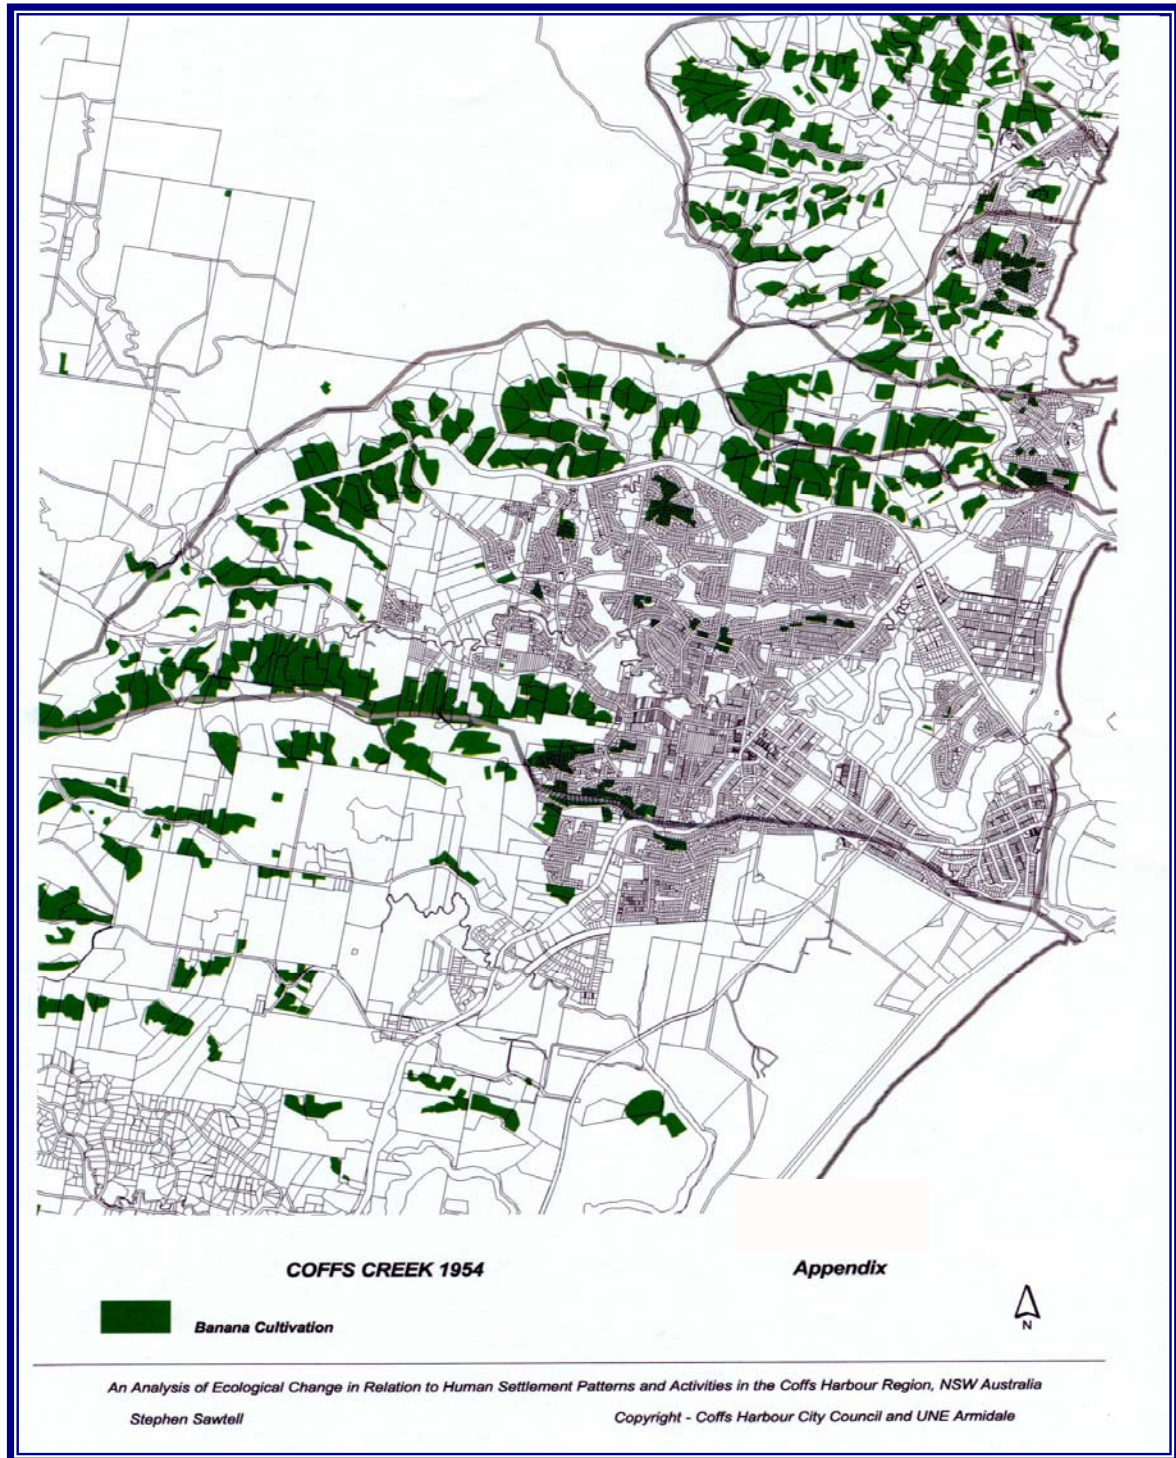 COFFS CREEK 1954
Appendix
Banana Cultivation
N
An Analysis of Ecological Change in Relation to Human Settlement Patterns and Activities in the Coffs Harbour Region, NSW Australia
Stephen Sawtell
Copyright - Coffs Harbour City Council and UNE Armidale